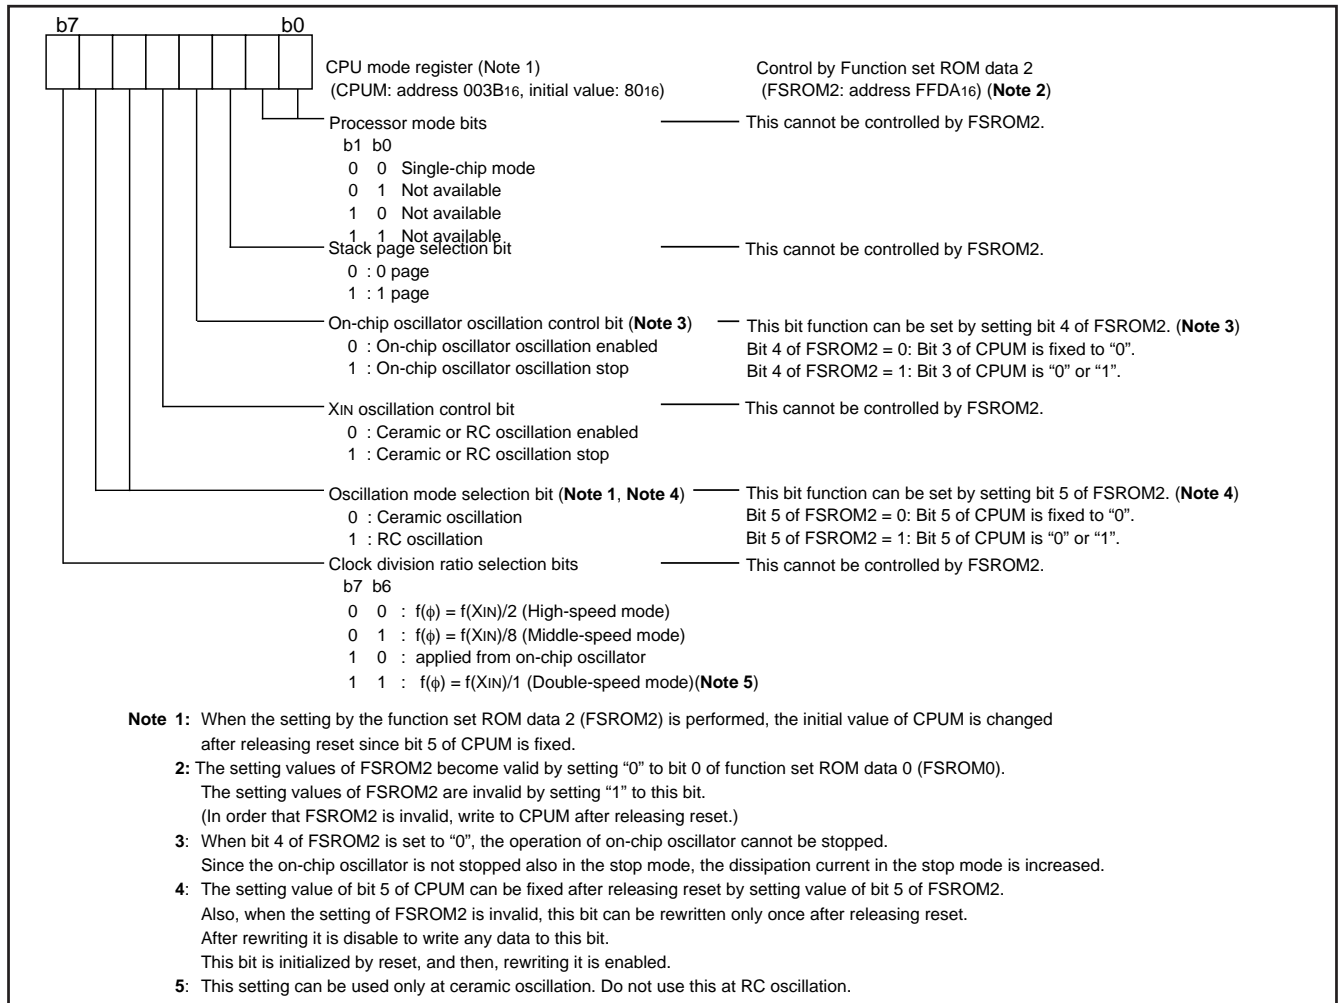 b7 b0
CPU mode register (Note 1) Control by Function set ROM data 2
(CPUM: address 003B16, initial value: 8016) (FSROM2: address FFDA16) (Note 2)
Processor mode bits This cannot be controlled by FSROM2.
b1 b0
0 0 Single-chip mode
0 1 Not available
1 0 Not available
1 1 Not available
Stack page selection bit This cannot be controlled by FSROM2.
0 : 0 page
1 : 1 page
On-chip oscillator oscillation control bit (Note 3) This bit function can be set by setting bit 4 of FSROM2. (Note 3)
0 : On-chip oscillator oscillation enabled Bit 4 of FSROM2 = 0: Bit 3 of CPUM is fixed to “0”.
1 : On-chip oscillator oscillation stop Bit 4 of FSROM2 = 1: Bit 3 of CPUM is “0” or “1”.
XIN oscillation control bit This cannot be controlled by FSROM2.
0 : Ceramic or RC oscillation enabled
1 : Ceramic or RC oscillation stop
Oscillation mode selection bit (Note 1, Note 4) This bit function can be set by setting bit 5 of FSROM2. (Note 4)
0 : Ceramic oscillation Bit 5 of FSROM2 = 0: Bit 5 of CPUM is fixed to “0”.
1 : RC oscillation Bit 5 of FSROM2 = 1: Bit 5 of CPUM is “0” or “1”.
Clock division ratio selection bits This cannot be controlled by FSROM2.
b7 b6
0 0 : f(φ) = f(XIN)/2 (High-speed mode)
0 1 : f(φ) = f(XIN)/8 (Middle-speed mode)
1 0 : applied from on-chip oscillator
1 1 : f(φ) = f(XIN)/1 (Double-speed mode)(Note 5)
Note 1: When the setting by the function set ROM data 2 (FSROM2) is performed, the initial value of CPUM is changed
after releasing reset since bit 5 of CPUM is fixed.
2: The setting values of FSROM2 become valid by setting “0” to bit 0 of function set ROM data 0 (FSROM0).
The setting values of FSROM2 are invalid by setting “1” to this bit.
(In order that FSROM2 is invalid, write to CPUM after releasing reset.)
3: When bit 4 of FSROM2 is set to “0”, the operation of on-chip oscillator cannot be stopped.
Since the on-chip oscillator is not stopped also in the stop mode, the dissipation current in the stop mode is increased.
4: The setting value of bit 5 of CPUM can be fixed after releasing reset by setting value of bit 5 of FSROM2.
Also, when the setting of FSROM2 is invalid, this bit can be rewritten only once after releasing reset.
After rewriting it is disable to write any data to this bit.
This bit is initialized by reset, and then, rewriting it is enabled.
5: This setting can be used only at ceramic oscillation. Do not use this at RC oscillation.